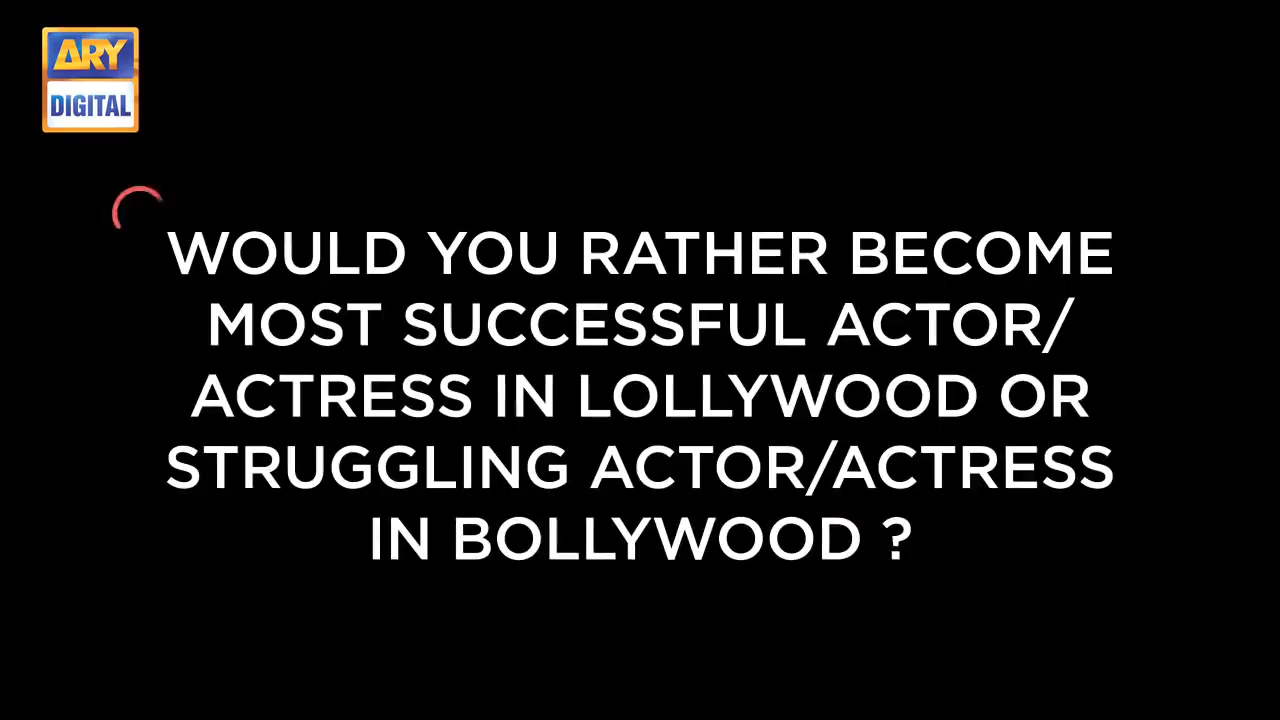 ARY
DIGITAL
WOULD YOU RATHER BECOME
MOST SUCCESSFUL ACTOR/
ACTRESS IN LOLLYWOOD OR
STRUGGLING ACTOR/ACTRESS
IN BOLLYWOOD ?